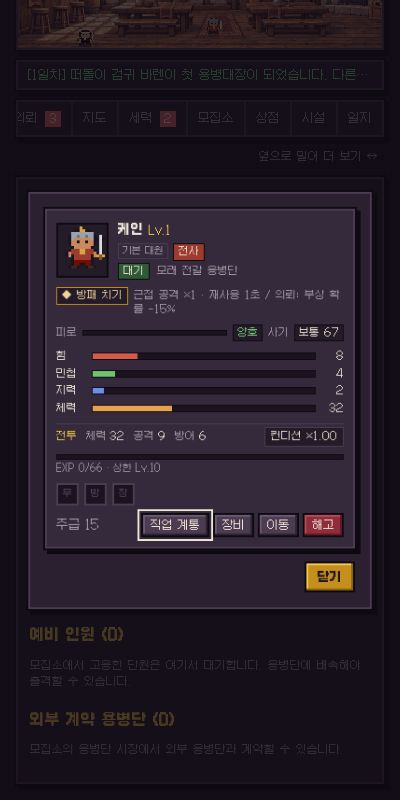 [1일차] 떠돌이 검귀 바렌이 첫 용병대장이 되었습니다. 다른…
의뢰 3 지도 세력 2 모집소 상점 시설 일지
옆으로 밀어 더 보기 ↔
케인 Lv.1
기본 대원 전사
대기 모래 전갈 용병단
◆ 방패 치기 근접 공격 ×1 · 재사용 1초 / 의뢰: 부상 확
률 -15%
피로 양호 사기 보통 67
힘 8
민첩 4
지력 2
체력 32
전투 체력 32 공격 9 방어 6 컨디션 ×1.00
EXP 0/66 · 상한 Lv.10
무 방 장
주급 15 직업 계통 장비 이동 해고
닫기
예비 인원 (0)
모집소에서 고용한 단원은 여기서 대기합니다. 용병단에 배속해야
출격할 수 있습니다.
외부 계약 용병단 (0)
모집소의 용병단 시장에서 외부 용병단과 계약할 수 있습니다.